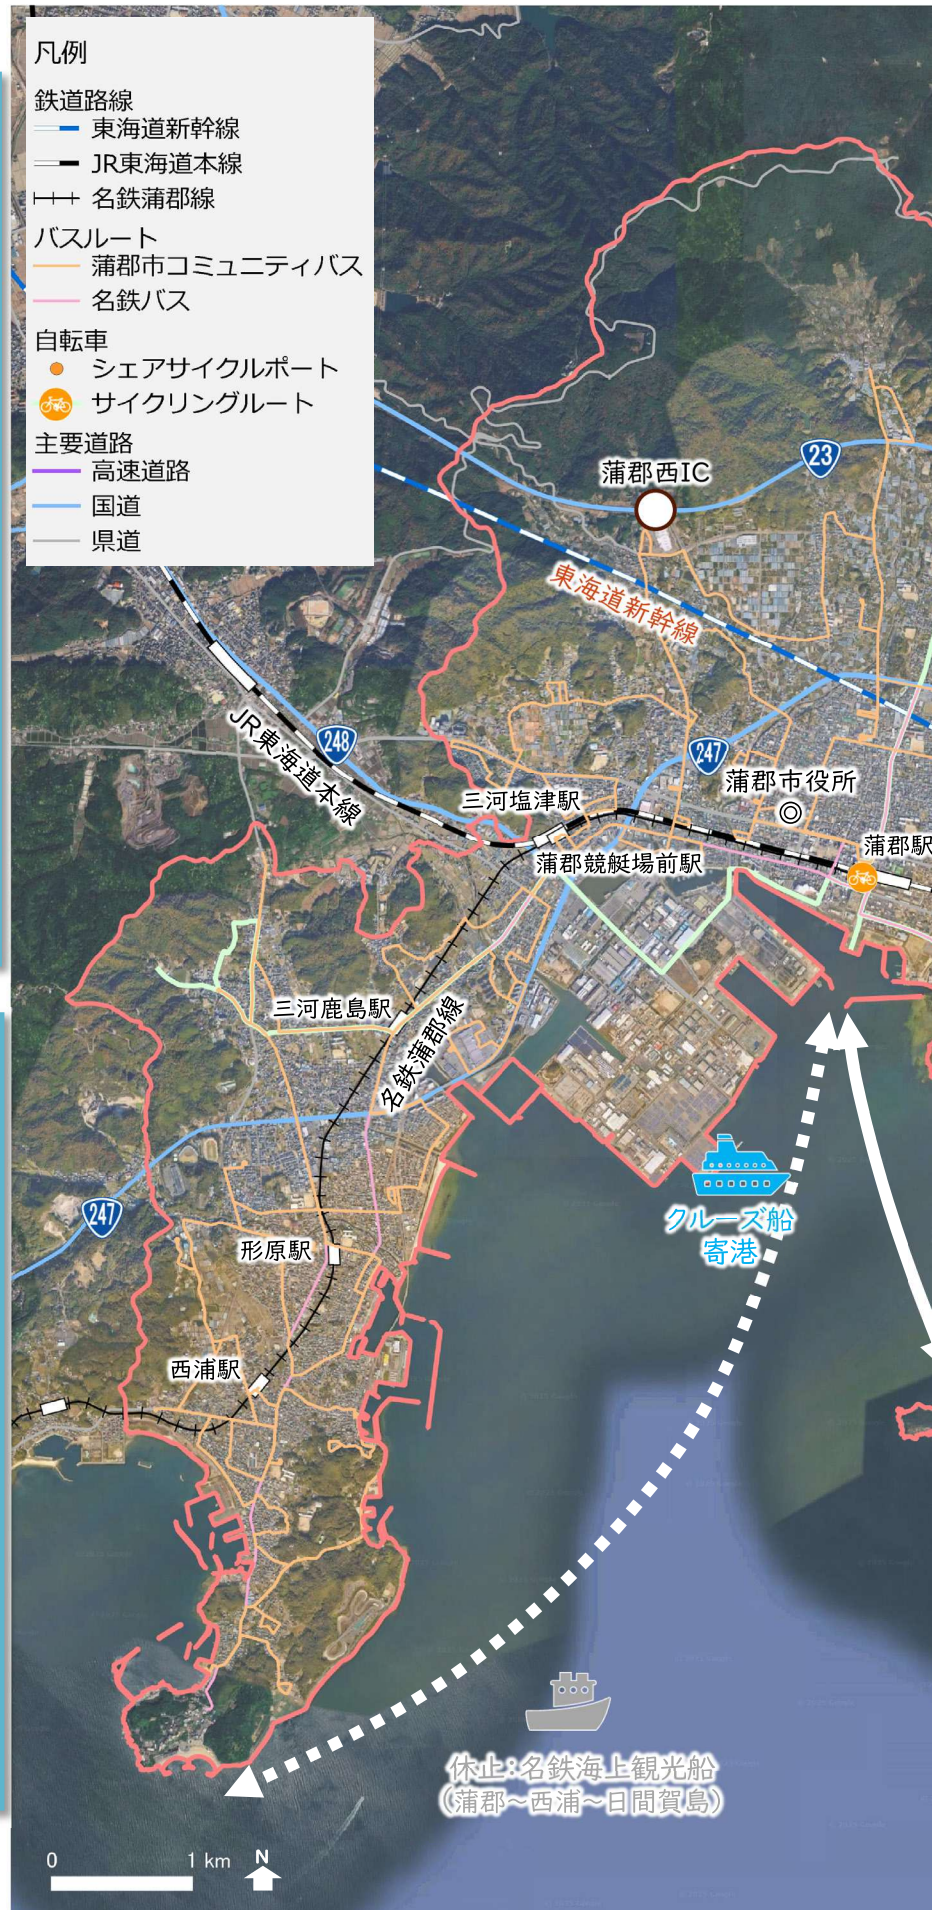 凡例
鉄道路線
東海道新幹線
JR東海道本線
名鉄蒲郡線
バスルート
蒲郡市コミュニティバス
名鉄バス
自転車
シェアサイクルポート
サイクリングルート
主要道路
高速道路
国道
県道
23
蒲郡西IC
東海道新幹線
JR東海道本線
248
247
蒲郡市役所
三河塩津駅
蒲郡駅
蒲郡競艇場前駅
三河鹿島駅
名鉄蒲郡線
247
クルーズ船
寄港
形原駅
西浦駅
休止:名鉄海上観光船
(蒲郡~西浦~日間賀島)
0 1 km N